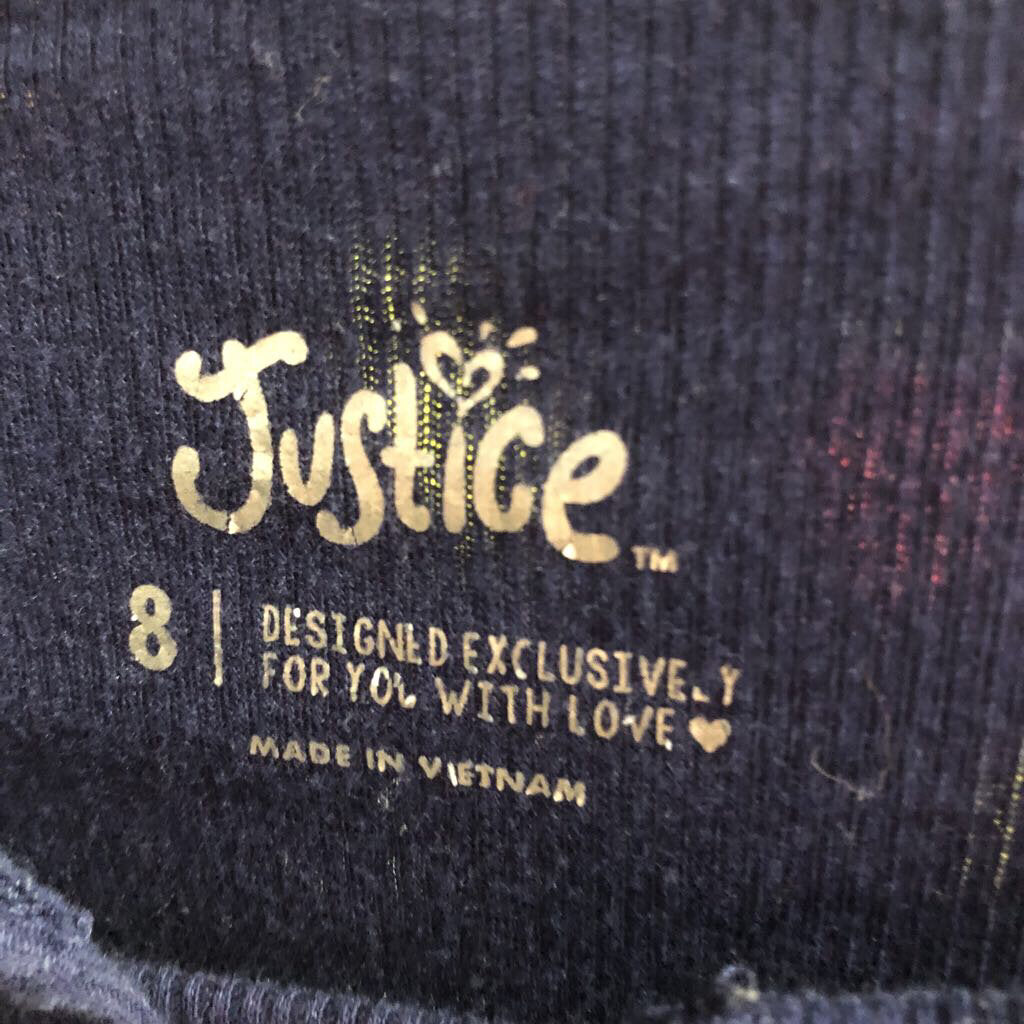 Justice™
8 | DESIGNED EXCLUSIVELY
FOR YOU WITH LOVE ♥
MADE IN VIETNAM